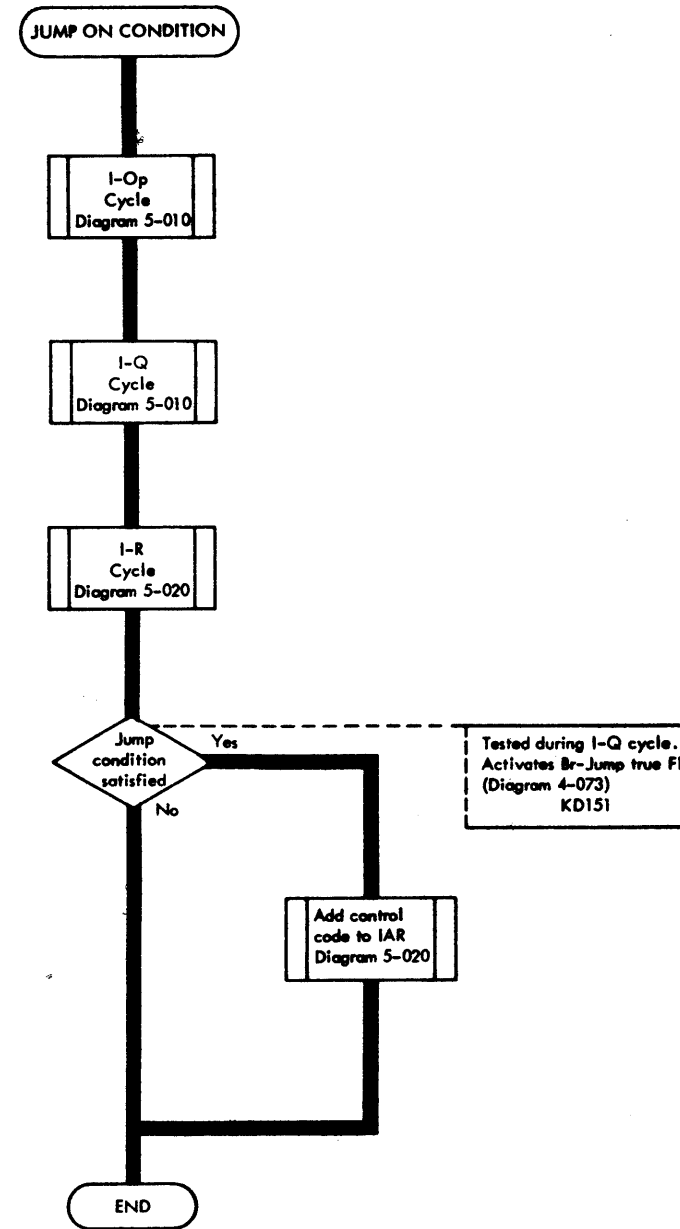 JUMP ON CONDITION
I-Op
Cycle
Diagram 5-010
I-Q
Cycle
Diagram 5-010
I-R
Cycle
Diagram 5-020
Jump
condition
satisfied
Yes
No
Tested during I-Q cycle.
Activates Br-Jump true
(Diagram 4-073)
KD151
Add control
code to IAR
Diagram 5-020
END